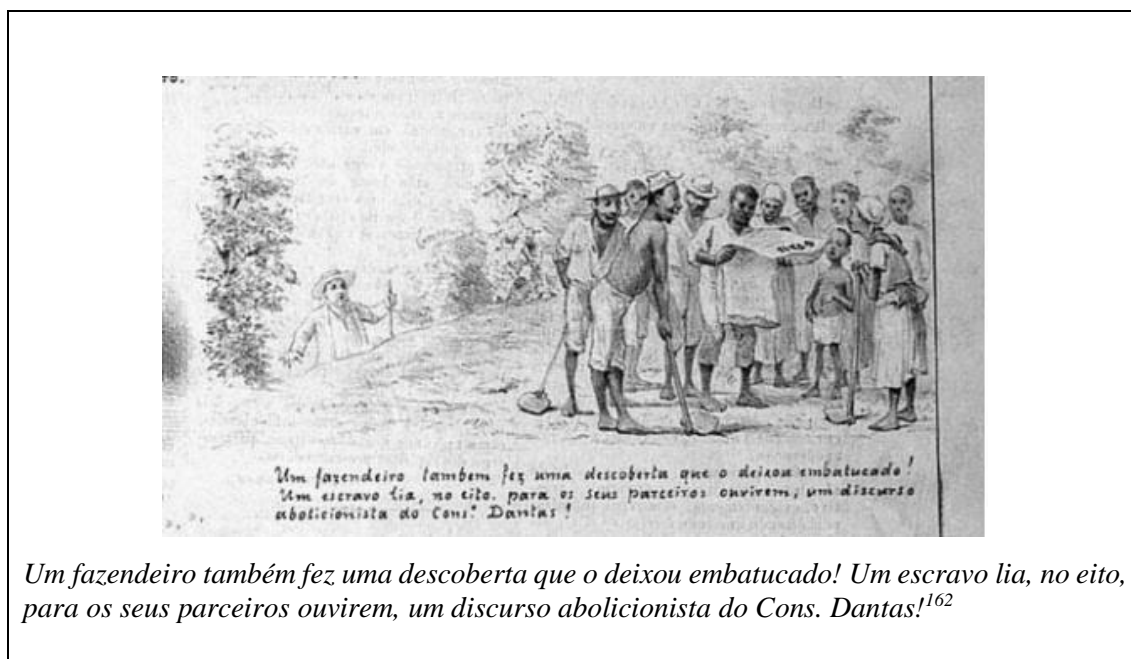 Um fazendeiro tambem fez uma descoberta que o deixou embatucado!
Um escravo lia, no eito. para os seus parceiros ouvirem, um discurso
abolicionista do Cons.º Dantas!
Um fazendeiro também fez uma descoberta que o deixou embatucado! Um escravo lia, no eito,
para os seus parceiros ouvirem, um discurso abolicionista do Cons. Dantas!162